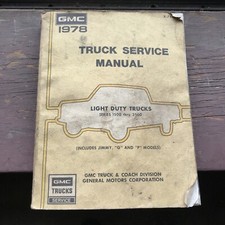 GMC
1978
TRUCK SERVICE
MANUAL
LIGHT DUTY TRUCKS
SERIES 1500 thru 3500
(INCLUDES JIMMY, "G" AND "P" MODELS)
GMC TRUCK & COACH DIVISION
GENERAL MOTORS CORPORATION
GMC
TRUCKS
SERVICE